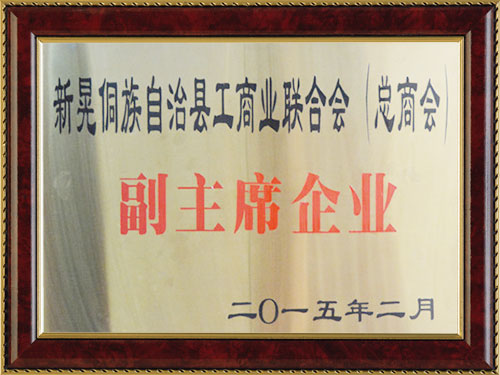 新晃侗族自治县工商业联合会（总商会）
副主席企业
二〇一五年二月